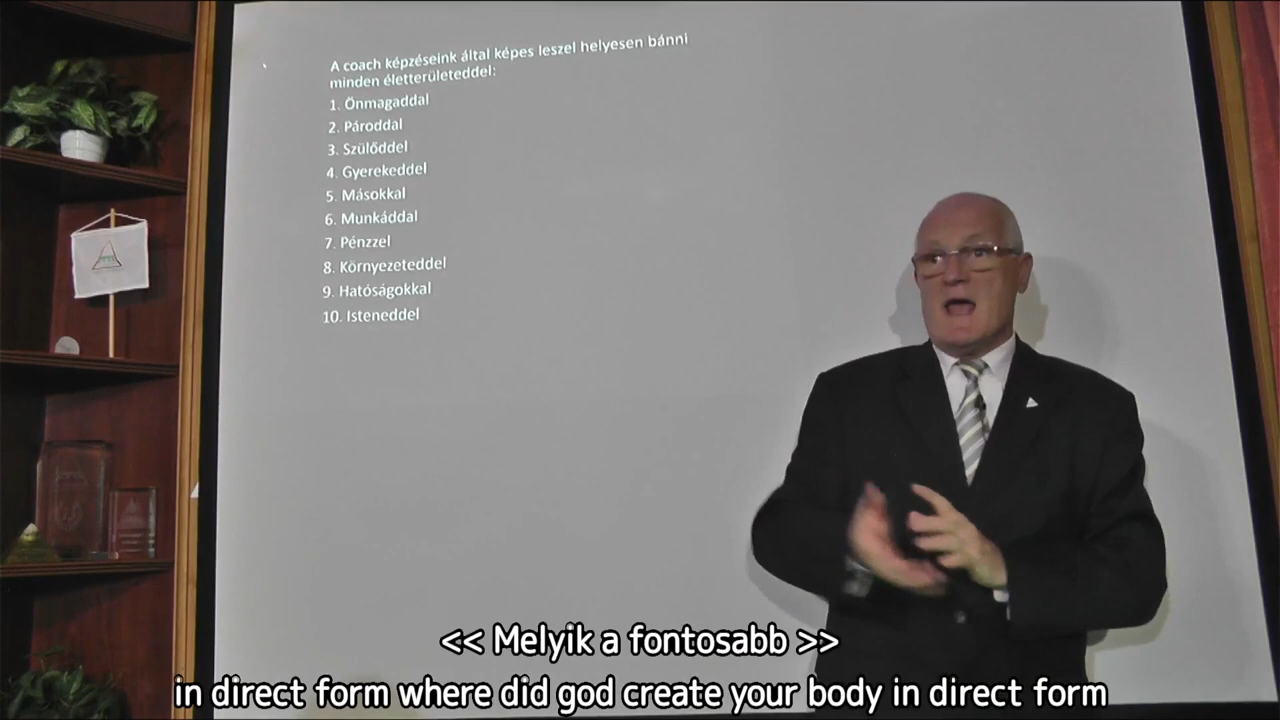 A coach képzéseink által képes leszel helyesen bánni
minden életterületeddel:
1. Önmagaddal
2. Pároddal
3. Szülőddel
4. Gyerekeddel
5. Másokkal
6. Munkáddal
7. Pénzzel
8. Környezeteddel
9. Hatóságokkal
10. Isteneddel
<< Melyik a fontosabb >>
in direct form where did god create your body in direct form